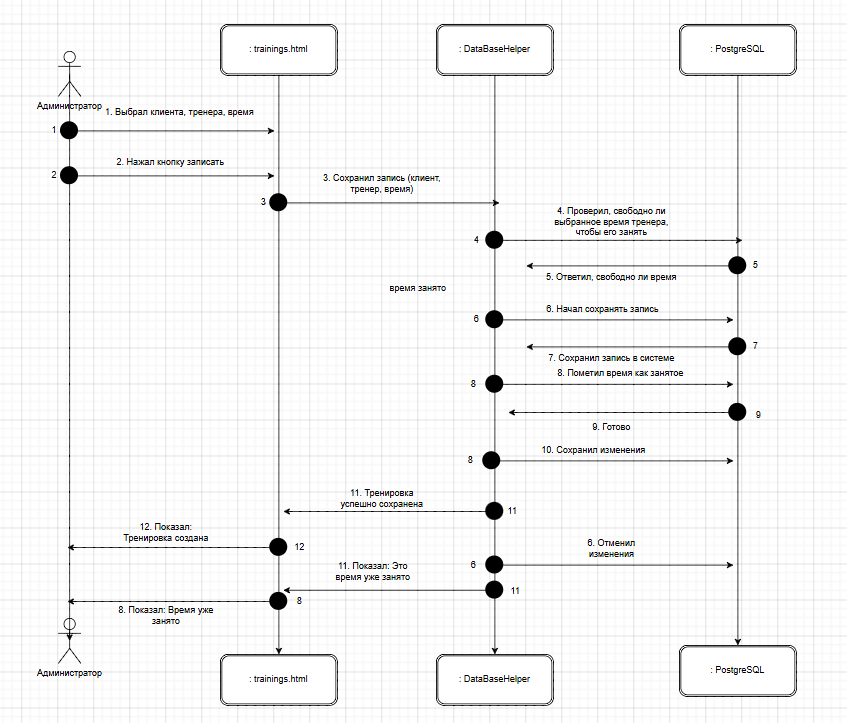 : trainings.html
: DataBaseHelper
: PostgreSQL
Администратор
1. Выбрал клиента, тренера, время
1
2. Нажал кнопку записать
2
3. Сохранил запись (клиент,
тренер, время)
3
4. Проверил, свободно ли
выбранное время тренера,
чтобы его занять
4
5
5. Ответил, свободно ли время
время занято
6. Начал сохранять запись
6
7
7. Сохранил запись в системе
8. Пометил время как занятое
8
9
9. Готово
10. Сохранил изменения
8
11. Тренировка
успешно сохранена
11
12. Показал:
Тренировка создана
12
6. Отменил
изменения
6
11. Показал: Это
время уже занято
11
8
8. Показал: Время уже
занято
Администратор
: trainings.html
: DataBaseHelper
: PostgreSQL